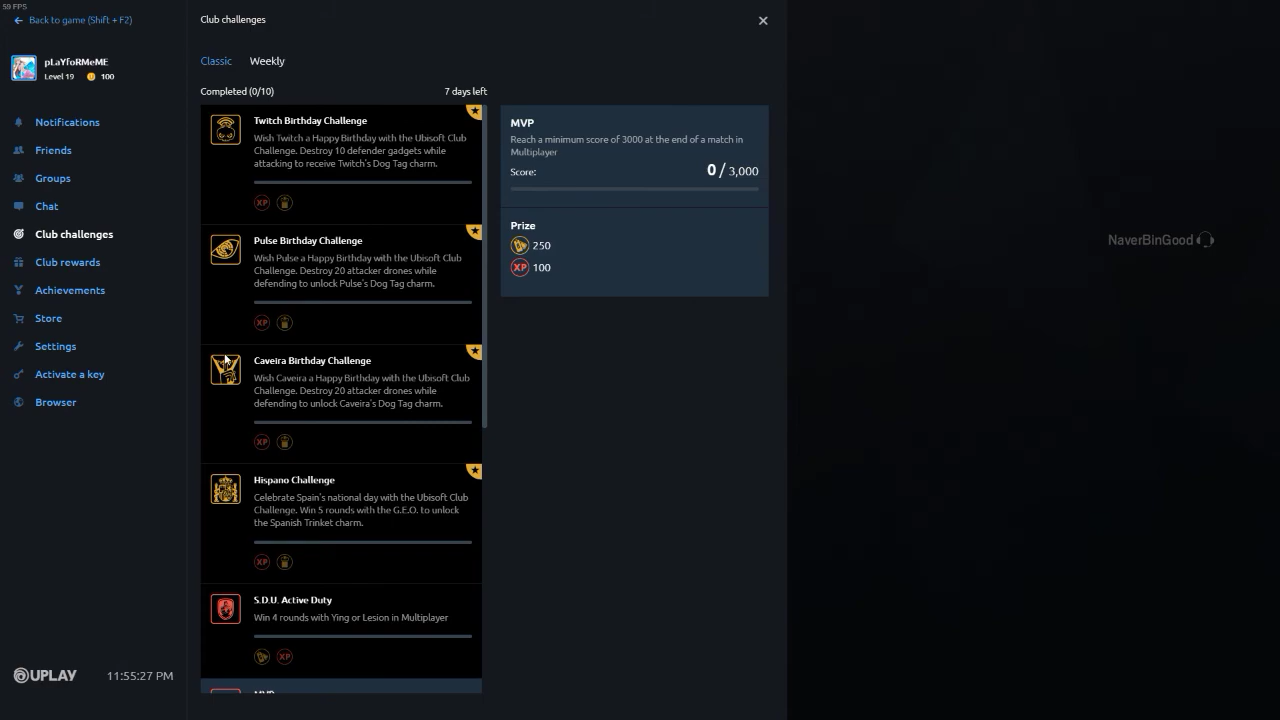 59 FPS
Back to game (Shift + F2)
Club challenges
pLaYfoRMeME
Level 19 100
Classic Weekly
Completed (0/10) 7 days left
Notifications
Friends
Groups
Chat
Club challenges
Club rewards
Achievements
Store
Settings
Activate a key
Browser
Twitch Birthday Challenge
Wish Twitch a Happy Birthday with the Ubisoft Club
Challenge. Destroy 10 defender gadgets while
attacking to receive Twitch's Dog Tag charm.
XP
Pulse Birthday Challenge
Wish Pulse a Happy Birthday with the Ubisoft Club
Challenge. Destroy 20 attacker drones while
defending to unlock Pulse's Dog Tag charm.
XP
Caveira Birthday Challenge
Wish Caveira a Happy Birthday with the Ubisoft Club
Challenge. Destroy 20 attacker drones while
defending to unlock Caveira's Dog Tag charm.
XP
Hispano Challenge
Celebrate Spain's national day with the Ubisoft Club
Challenge. Win 5 rounds with the G.E.O. to unlock
the Spanish Trinket charm.
XP
S.D.U. Active Duty
Win 4 rounds with Ying or Lesion in Multiplayer
XP
MVP
MVP
Reach a minimum score of 3000 at the end of a match in
Multiplayer
Score: 0 / 3,000
Prize
250
XP 100
NaverBinGood
UPLAY 11:55:27 PM